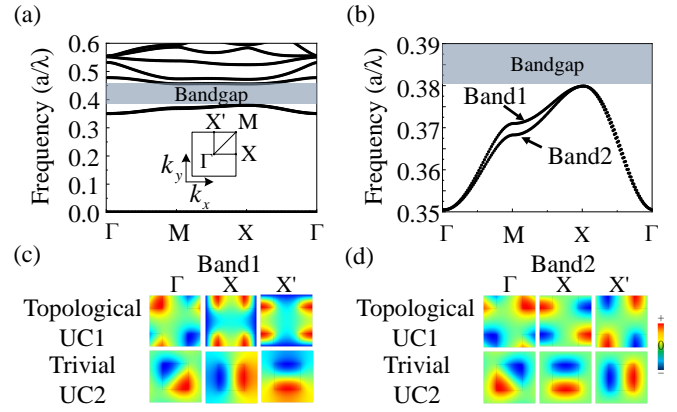 (a)
Frequency (a/λ)
0.6
0.5
0.4
0.3
0.2
0.1
0.0
Bandgap
X'
M
Γ
X
k_y
k_x
Γ
M
X
Γ
(b)
Frequency (a/λ)
0.39
0.38
0.37
0.36
0.35
Bandgap
Band1
Band2
Γ
M
X
Γ
(c)
Band1
Γ
X
X'
Topological
UC1
Trivial
UC2
(d)
Band2
Γ
X
X'
Topological
UC1
Trivial
UC2
+
0
−